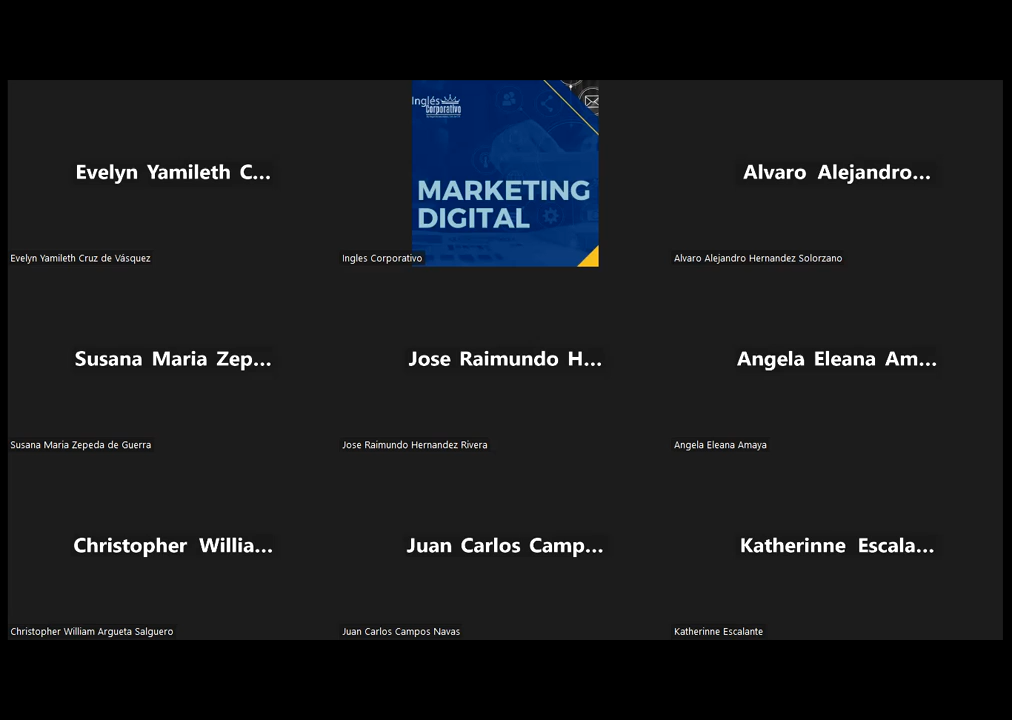 Evelyn Yamileth C...
Evelyn Yamileth Cruz de Vásquez
Inglés
Corporativo
MARKETING
DIGITAL
Ingles Corporativo
Alvaro Alejandro...
Alvaro Alejandro Hernandez Solorzano
Susana Maria Zep...
Susana Maria Zepeda de Guerra
Jose Raimundo H...
Jose Raimundo Hernandez Rivera
Angela Eleana Am...
Angela Eleana Amaya
Christopher Willia...
Christopher William Argueta Salguero
Juan Carlos Camp...
Juan Carlos Campos Navas
Katherinne Escala...
Katherinne Escalante